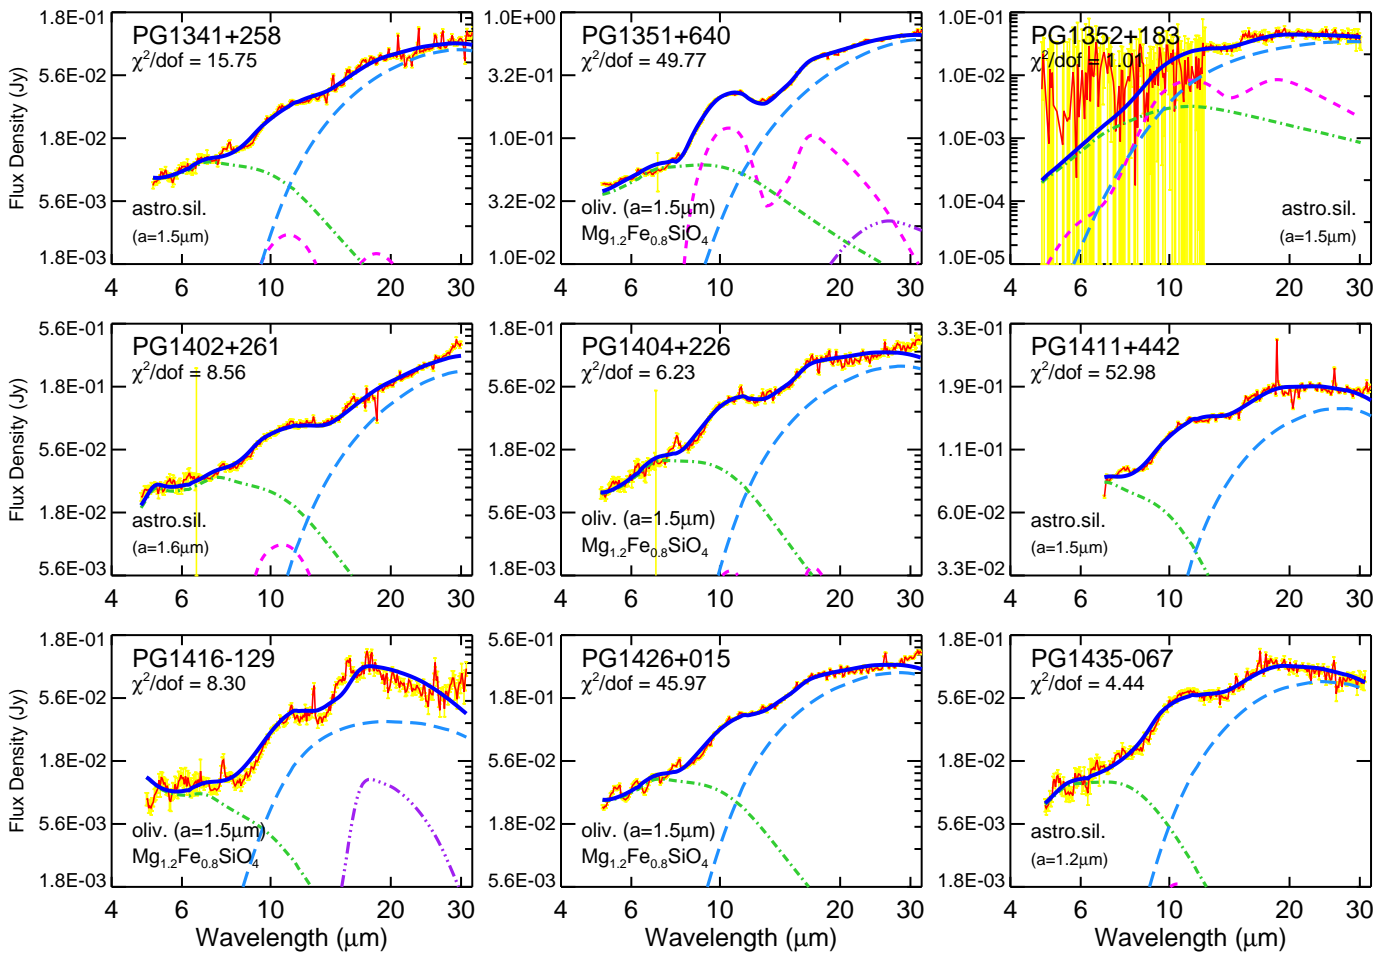 PG1341+258
χ²/dof = 15.75
astro.sil.
(a=1.5μm)
1.8E-01
5.6E-02
1.8E-02
5.6E-03
1.8E-03
Flux Density (Jy)
4 6 10 20 30
PG1351+640
χ²/dof = 49.77
oliv. (a=1.5μm)
Mg1.2Fe0.8SiO4
1.0E+00
3.2E-01
1.0E-01
3.2E-02
1.0E-02
4 6 10 20 30
PG1352+183
χ²/dof = 1.01
astro.sil.
(a=1.5μm)
1.0E-01
1.0E-02
1.0E-03
1.0E-04
1.0E-05
4 6 10 20 30
PG1402+261
χ²/dof = 8.56
astro.sil.
(a=1.6μm)
5.6E-01
1.8E-01
5.6E-02
1.8E-02
5.6E-03
Flux Density (Jy)
4 6 10 20 30
PG1404+226
χ²/dof = 6.23
oliv. (a=1.5μm)
Mg1.2Fe0.8SiO4
1.8E-01
5.6E-02
1.8E-02
5.6E-03
1.8E-03
4 6 10 20 30
PG1411+442
χ²/dof = 52.98
astro.sil.
(a=1.5μm)
3.3E-01
1.9E-01
1.1E-01
6.0E-02
3.3E-02
4 6 10 20 30
PG1416-129
χ²/dof = 8.30
oliv. (a=1.5μm)
Mg1.2Fe0.8SiO4
1.8E-01
5.6E-02
1.8E-02
5.6E-03
1.8E-03
Flux Density (Jy)
4 6 10 20 30
Wavelength (μm)
PG1426+015
χ²/dof = 45.97
oliv. (a=1.5μm)
Mg1.2Fe0.8SiO4
5.6E-01
1.8E-01
5.6E-02
1.8E-02
5.6E-03
4 6 10 20 30
Wavelength (μm)
PG1435-067
χ²/dof = 4.44
astro.sil.
(a=1.2μm)
1.8E-01
5.6E-02
1.8E-02
5.6E-03
1.8E-03
4 6 10 20 30
Wavelength (μm)